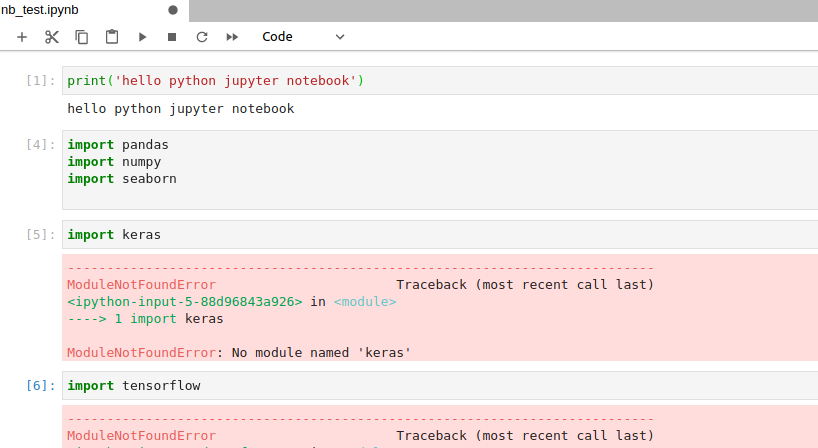 nb_test.ipynb
Code
[1]: print('hello python jupyter notebook')
hello python jupyter notebook
[4]: import pandas
import numpy
import seaborn
[5]: import keras
---------------------------------------------------------------------------
ModuleNotFoundError Traceback (most recent call last)
<ipython-input-5-88d96843a926> in <module>
----> 1 import keras
ModuleNotFoundError: No module named 'keras'
[6]: import tensorflow
---------------------------------------------------------------------------
ModuleNotFoundError Traceback (most recent call last)